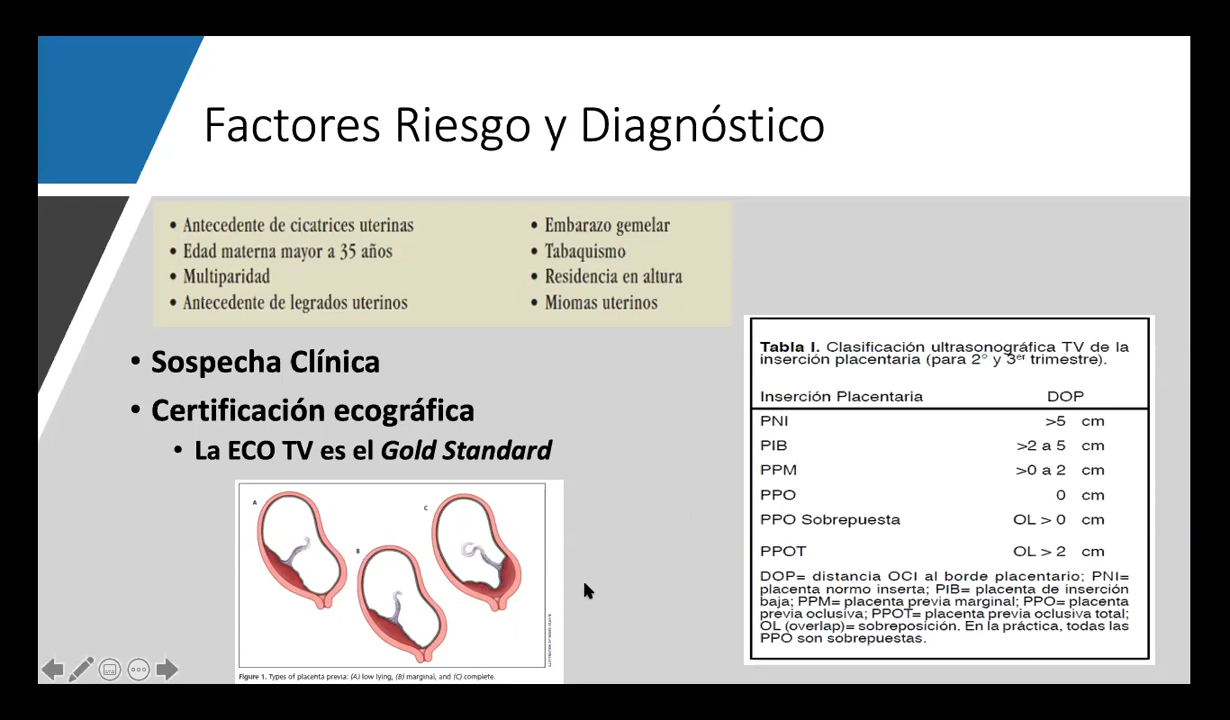 Factores Riesgo y Diagnóstico
• Antecedente de cicatrices uterinas
• Edad materna mayor a 35 años
• Multiparidad
• Antecedente de legrados uterinos
• Embarazo gemelar
• Tabaquismo
• Residencia en altura
• Miomas uterinos
• Sospecha Clínica
• Certificación ecográfica
• La ECO TV es el Gold Standard
A
B
C
Figure 1. Types of placenta previa: (A) low lying, (B) marginal, and (C) complete.
Tabla I. Clasificación ultrasonográfica TV de la
inserción placentaria (para 2° y 3er trimestre).
Inserción Placentaria DOP
PNI >5 cm
PIB >2 a 5 cm
PPM >0 a 2 cm
PPO 0 cm
PPO Sobrepuesta OL > 0 cm
PPOT OL > 2 cm
DOP= distancia OCI al borde placentario; PNI=
placenta normo inserta; PIB= placenta de inserción
baja; PPM= placenta previa marginal; PPO= placenta
previa oclusiva; PPOT= placenta previa oclusiva total;
OL (overlap)= sobreposición. En la práctica, todas las
PPO son sobrepuestas.